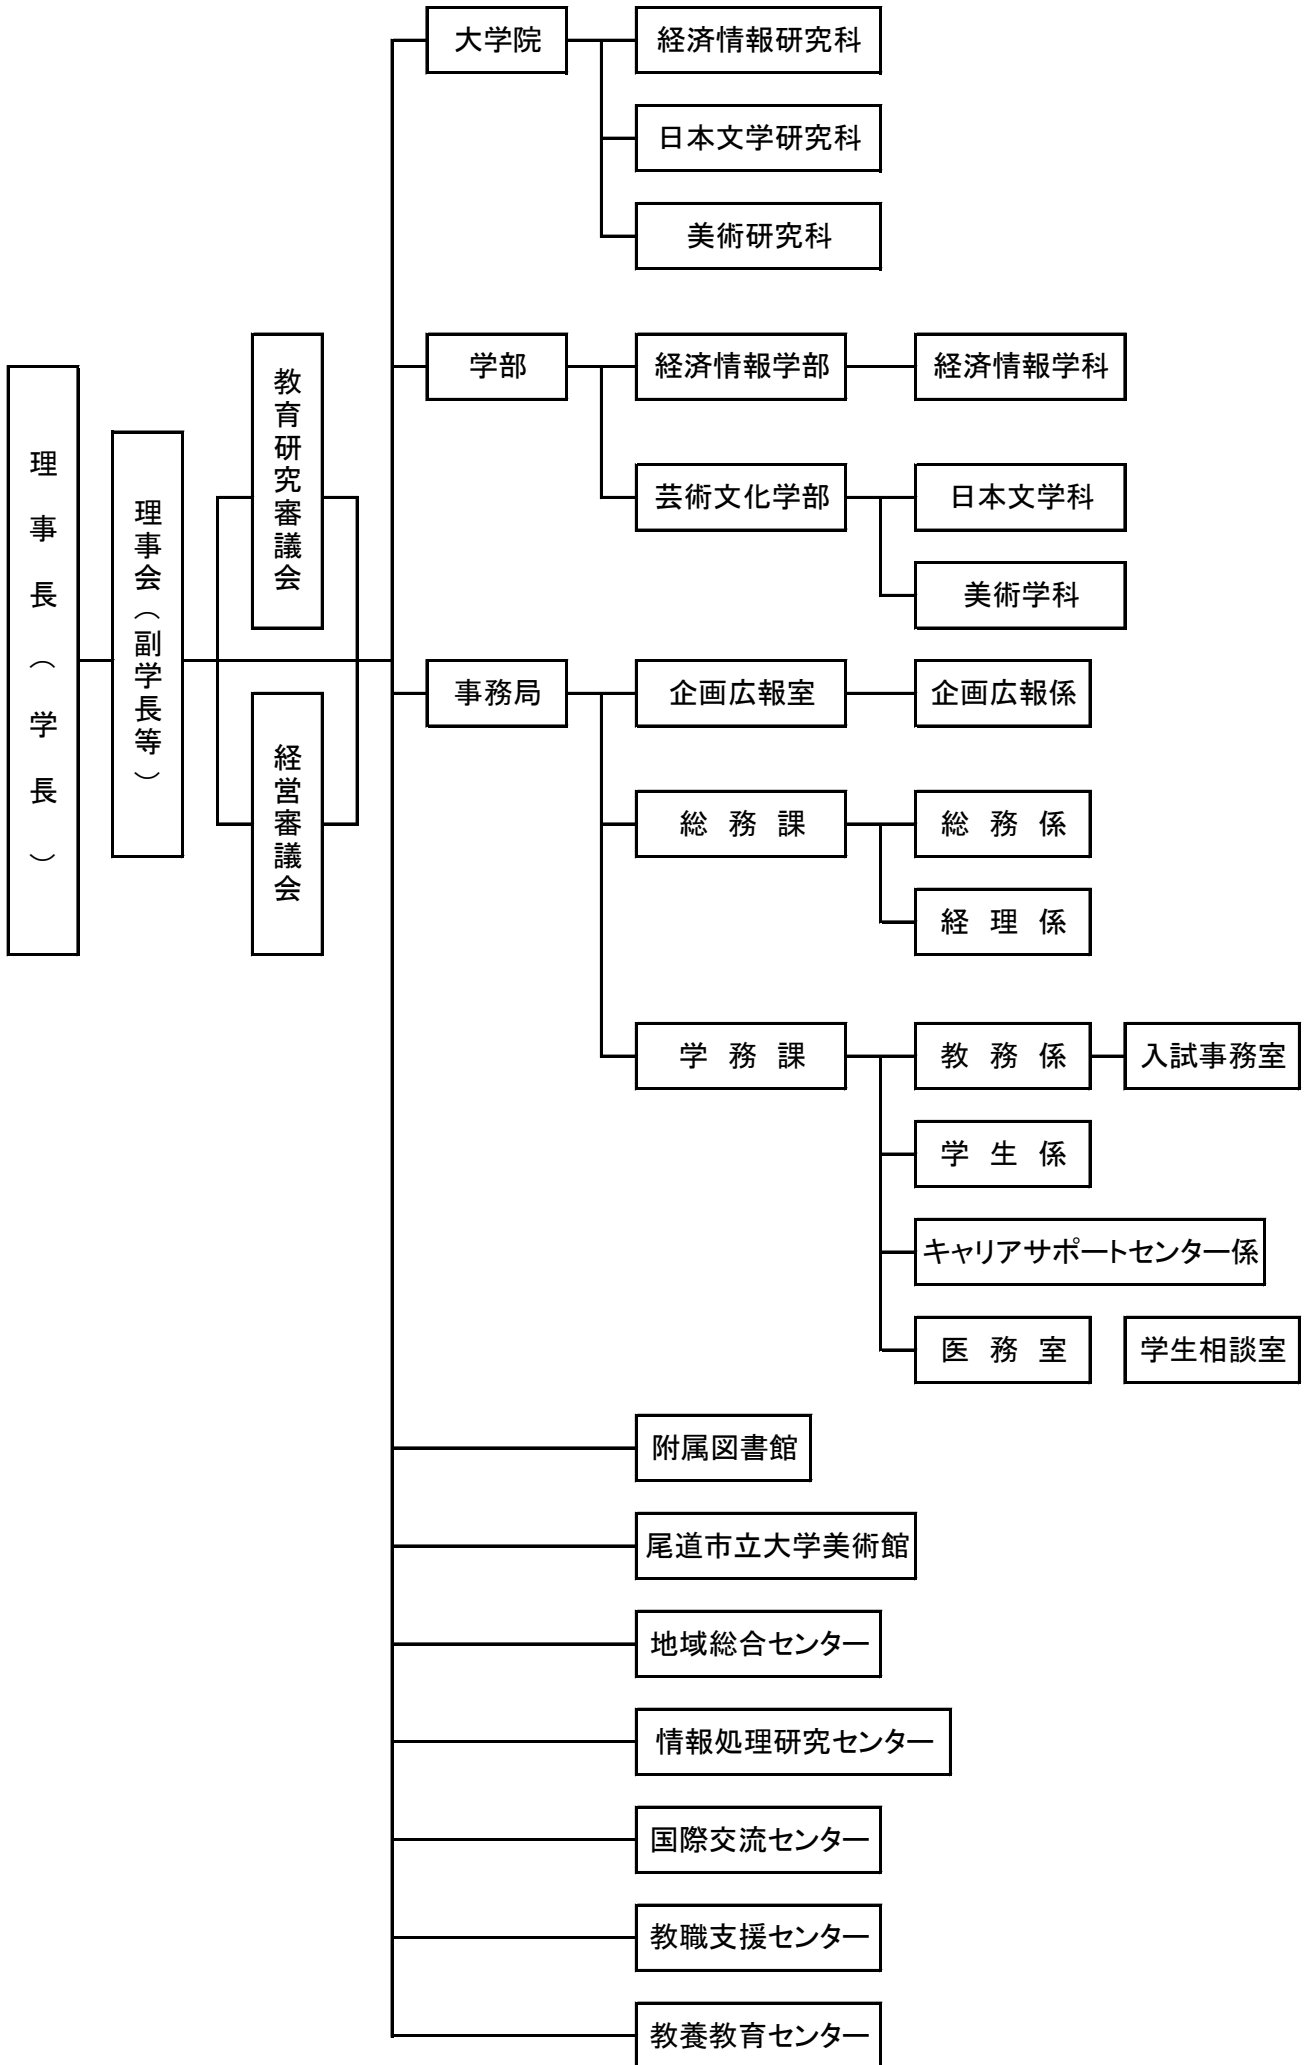 理事長（学長）
理事会（副学長等）
教育研究審議会
経営審議会
大学院
経済情報研究科
日本文学研究科
美術研究科
学部
経済情報学部
経済情報学科
芸術文化学部
日本文学科
美術学科
事務局
企画広報室
企画広報係
総務課
総務係
経理係
学務課
教務係
入試事務室
学生係
キャリアサポートセンター係
医務室
学生相談室
附属図書館
尾道市立大学美術館
地域総合センター
情報処理研究センター
国際交流センター
教職支援センター
教養教育センター